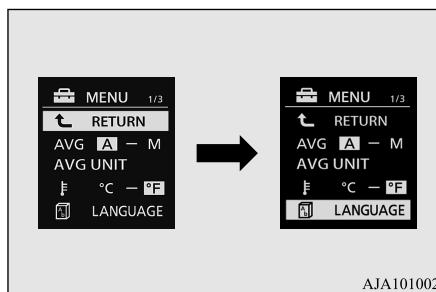 MENU 1/3
RETURN
AVG A – M
AVG UNIT
°C – °F
LANGUAGE
MENU 1/3
RETURN
AVG A – M
AVG UNIT
°C – °F
LANGUAGE
AJA101002